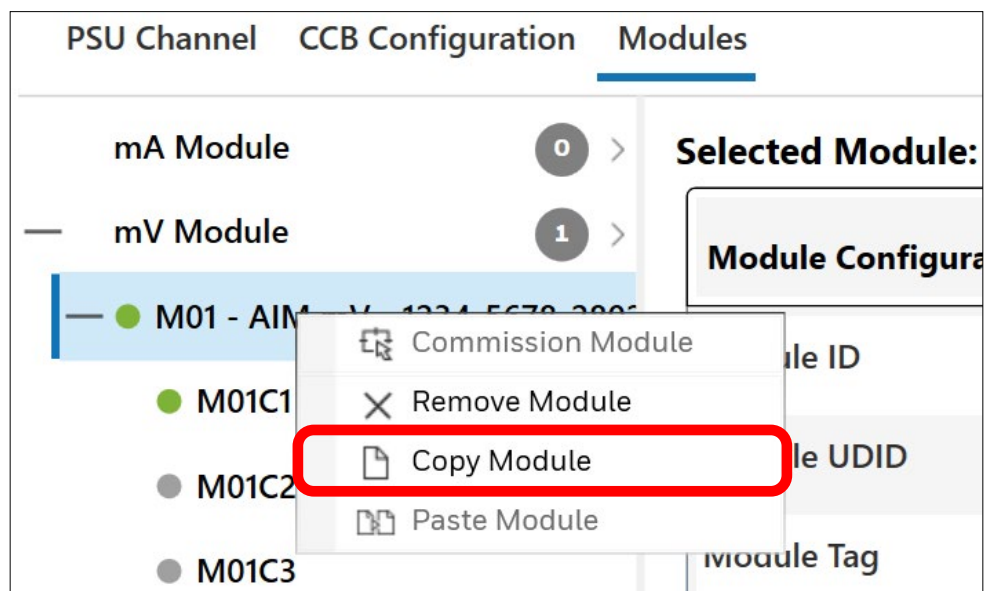 PSU Channel CCB Configuration Modules
mA Module 0
Selected Module:
mV Module 1
Module Configura
M01 - AIM
Commission Module
ule ID
M01C1
Remove Module
Copy Module
le UDID
M01C2
Paste Module
Module Tag
M01C3